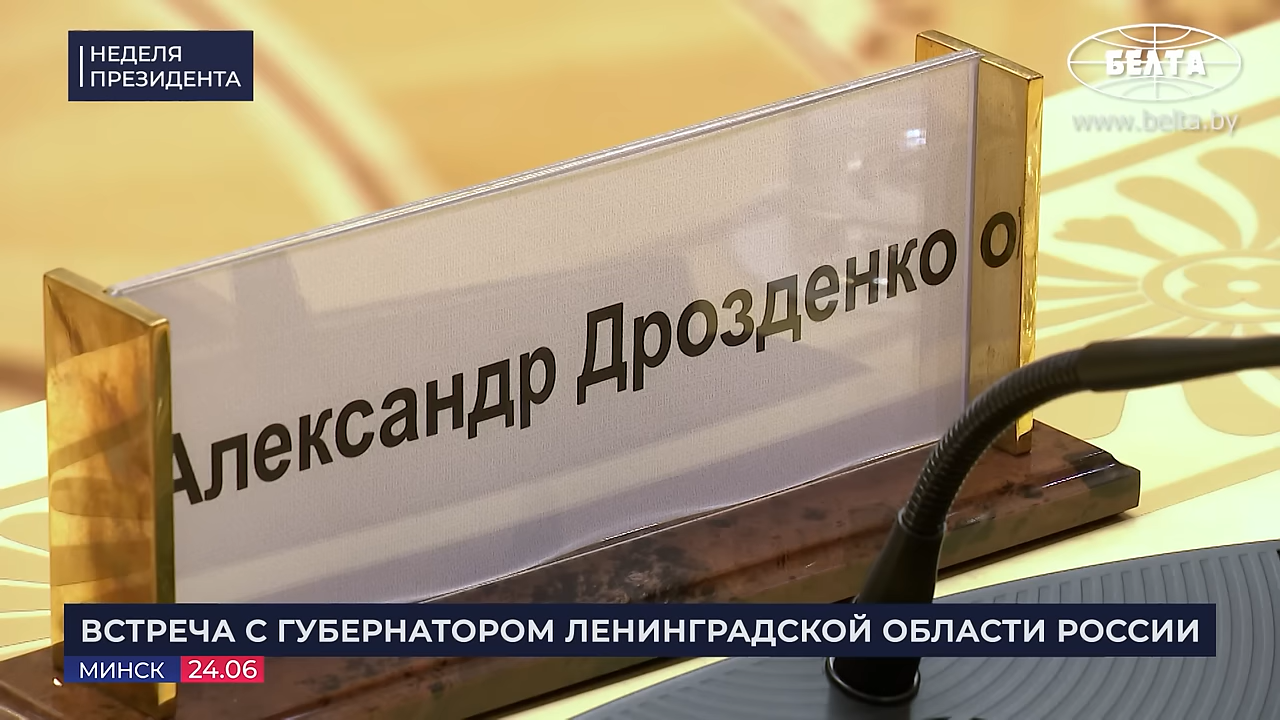 НЕДЕЛЯ
ПРЕЗИДЕНТА
БЕЛТА
www.belta.by
Александр Дрозденко
ВСТРЕЧА С ГУБЕРНАТОРОМ ЛЕНИНГРАДСКОЙ ОБЛАСТИ РОССИИ
МИНСК 24.06